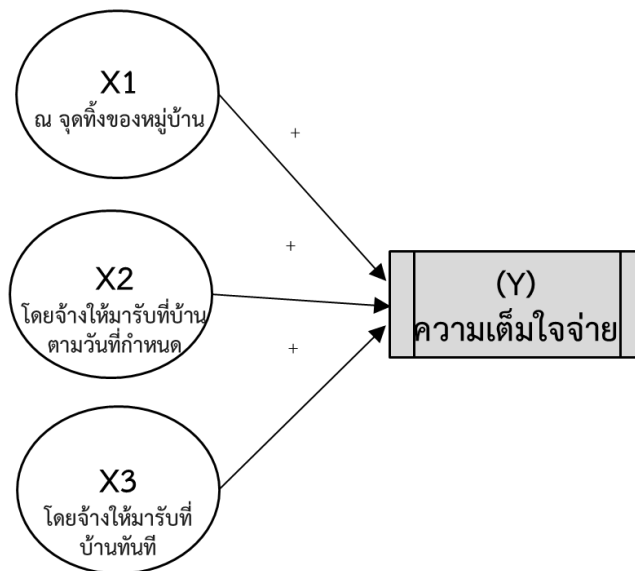 X1
ณ จุดทิ้งของหมู่บ้าน
+
+
X2
โดยจ้างให้มารับที่บ้าน
ตามวันที่กำหนด
(Y)
ความเต็มใจจ่าย
+
X3
โดยจ้างให้มารับที่
บ้านทันที